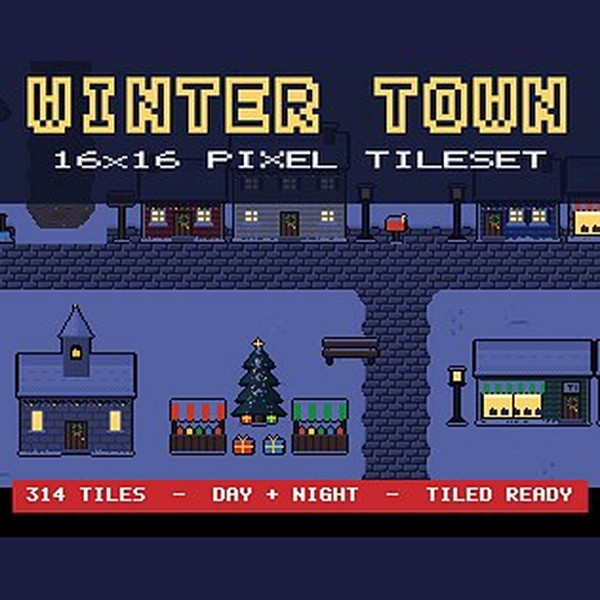 WINTER TOWN
16x16 PIXEL TILESET
314 TILES - DAY + NIGHT - TILED READY